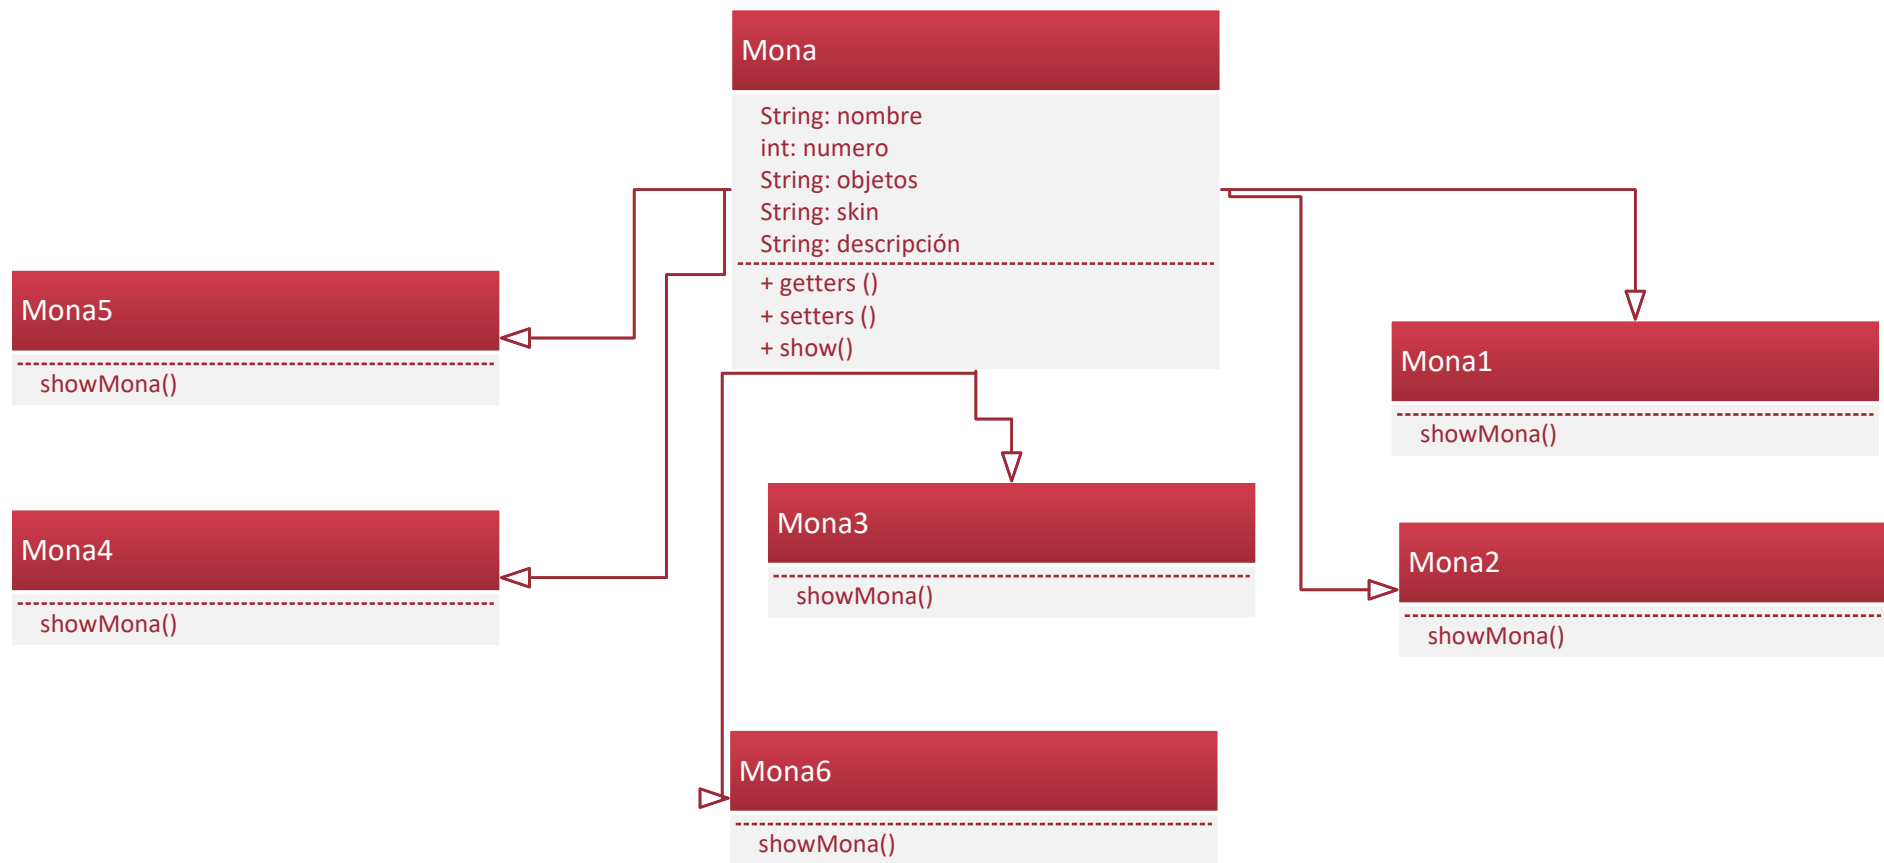 Mona
String: nombre
int: numero
String: objetos
String: skin
String: descripción
+ getters ()
+ setters ()
+ show()
Mona5
showMona()
Mona1
showMona()
Mona3
showMona()
Mona4
showMona()
Mona2
showMona()
Mona6
showMona()